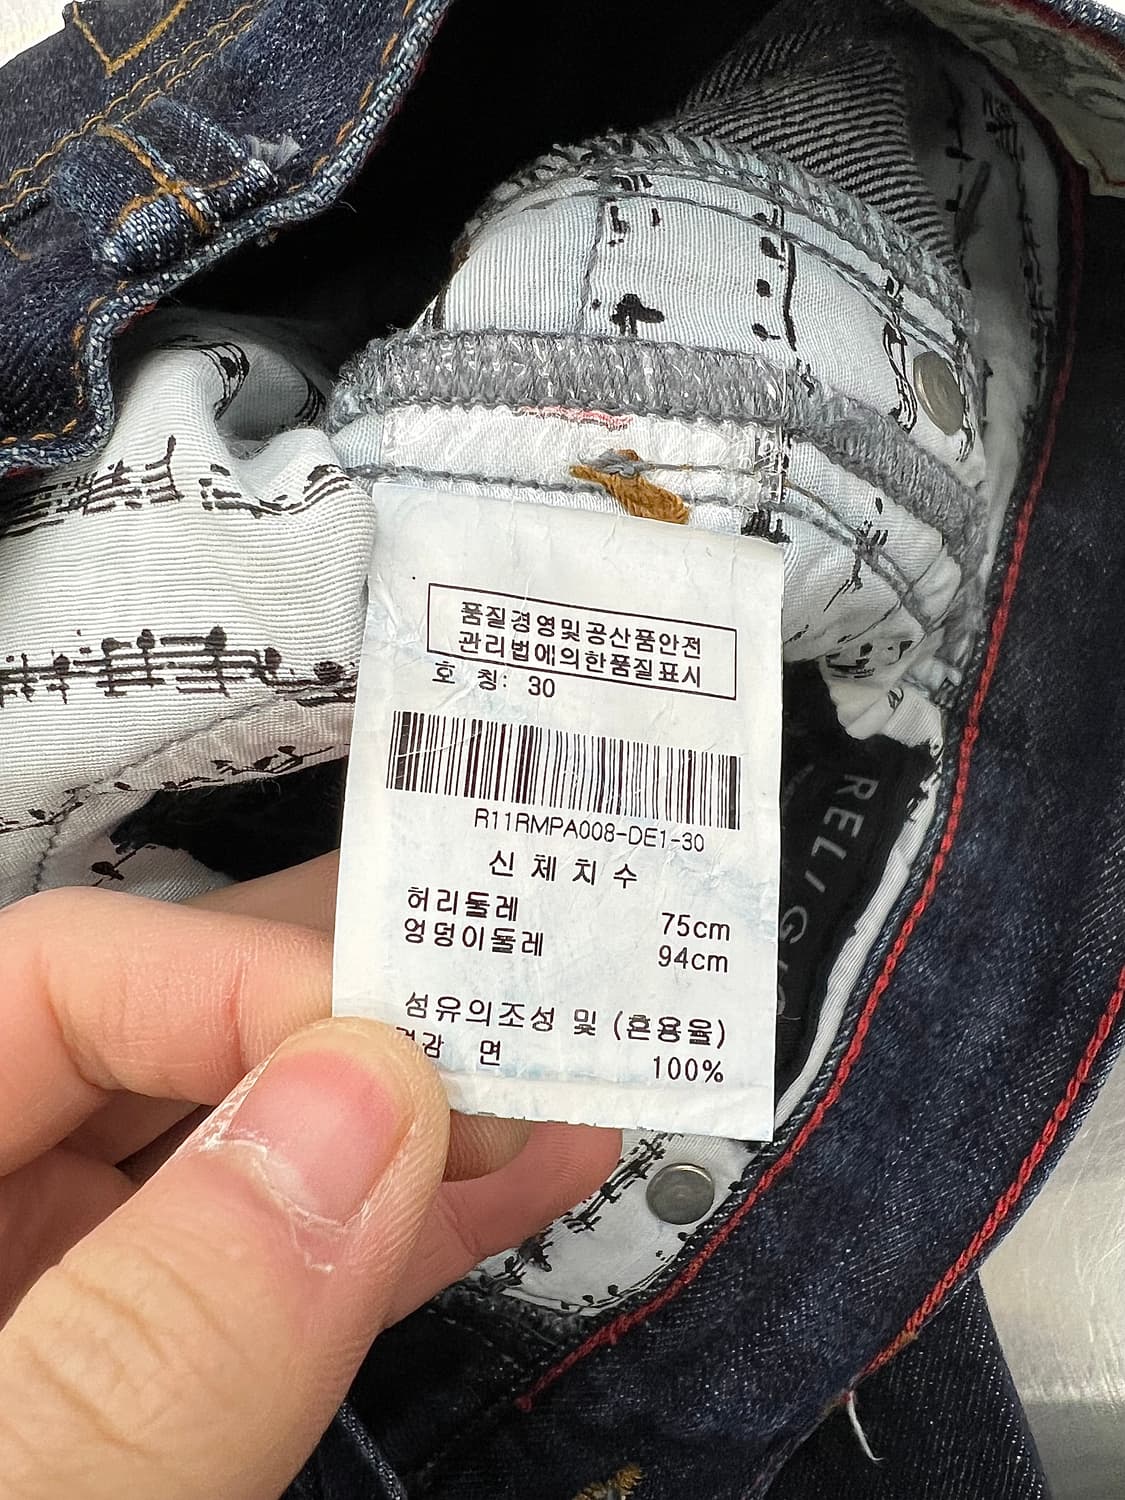 품질경영및공산품안전
관리법에의한품질표시
호 칭: 30
R11RMPA008-DE1-30
신 체 치 수
허리둘레 75cm
엉덩이둘레 94cm
섬유의조성 및 (혼용율)
겉감 면 100%